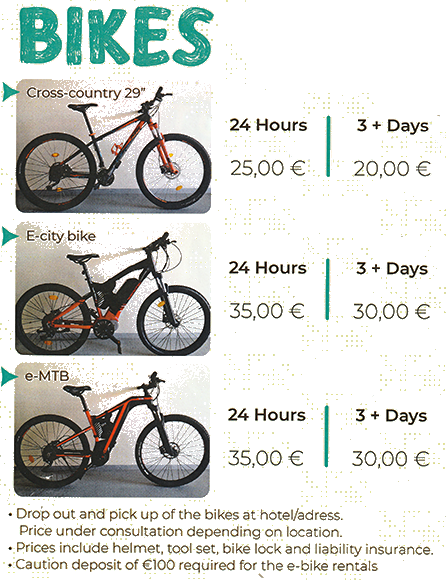 BIKES
Cross-country 29”
24 Hours 3 + Days
25,00 € 20,00 €
E-city bike
24 Hours 3 + Days
35,00 € 30,00 €
e-MTB
24 Hours 3 + Days
35,00 € 30,00 €
• Drop out and pick up of the bikes at hotel/adress.
Price under consultation depending on location.
• Prices include helmet, tool set, bike lock and liability insurance.
• Caution deposit of €100 required for the e-bike rentals